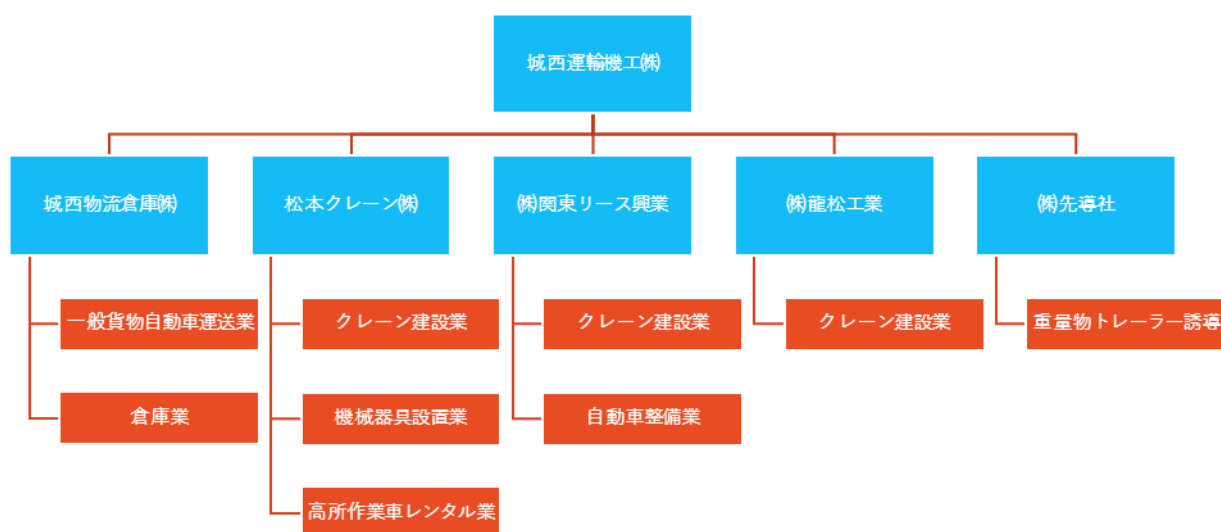 城西運輸機工㈱
城西物流倉庫㈱
松本クレーン㈱
㈱関東リース興業
㈱龍松工業
㈱先導社
一般貨物自動車運送業
クレーン建設業
クレーン建設業
クレーン建設業
重量物トレーラー誘導
倉庫業
機械器具設置業
自動車整備業
高所作業車レンタル業